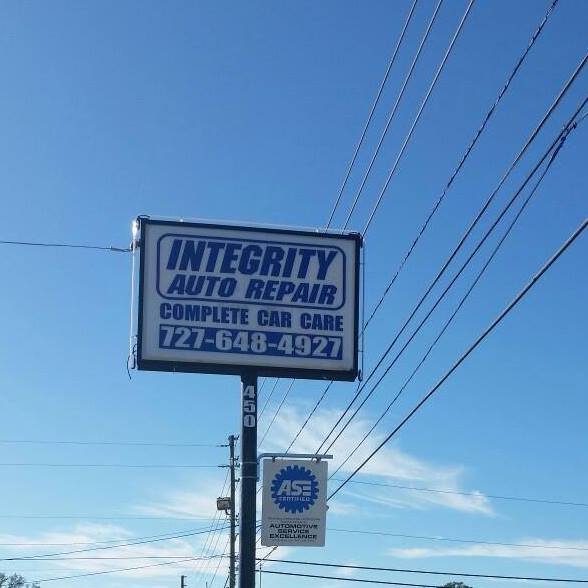 INTEGRITY
AUTO REPAIR
COMPLETE CAR CARE
727-648-4927
450
ASE
CERTIFIED
AUTOMOTIVE
SERVICE
EXCELLENCE